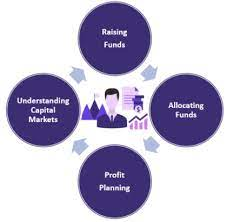 Raising
Funds
Understanding
Capital
Markets
Allocating
Funds
Profit
Planning